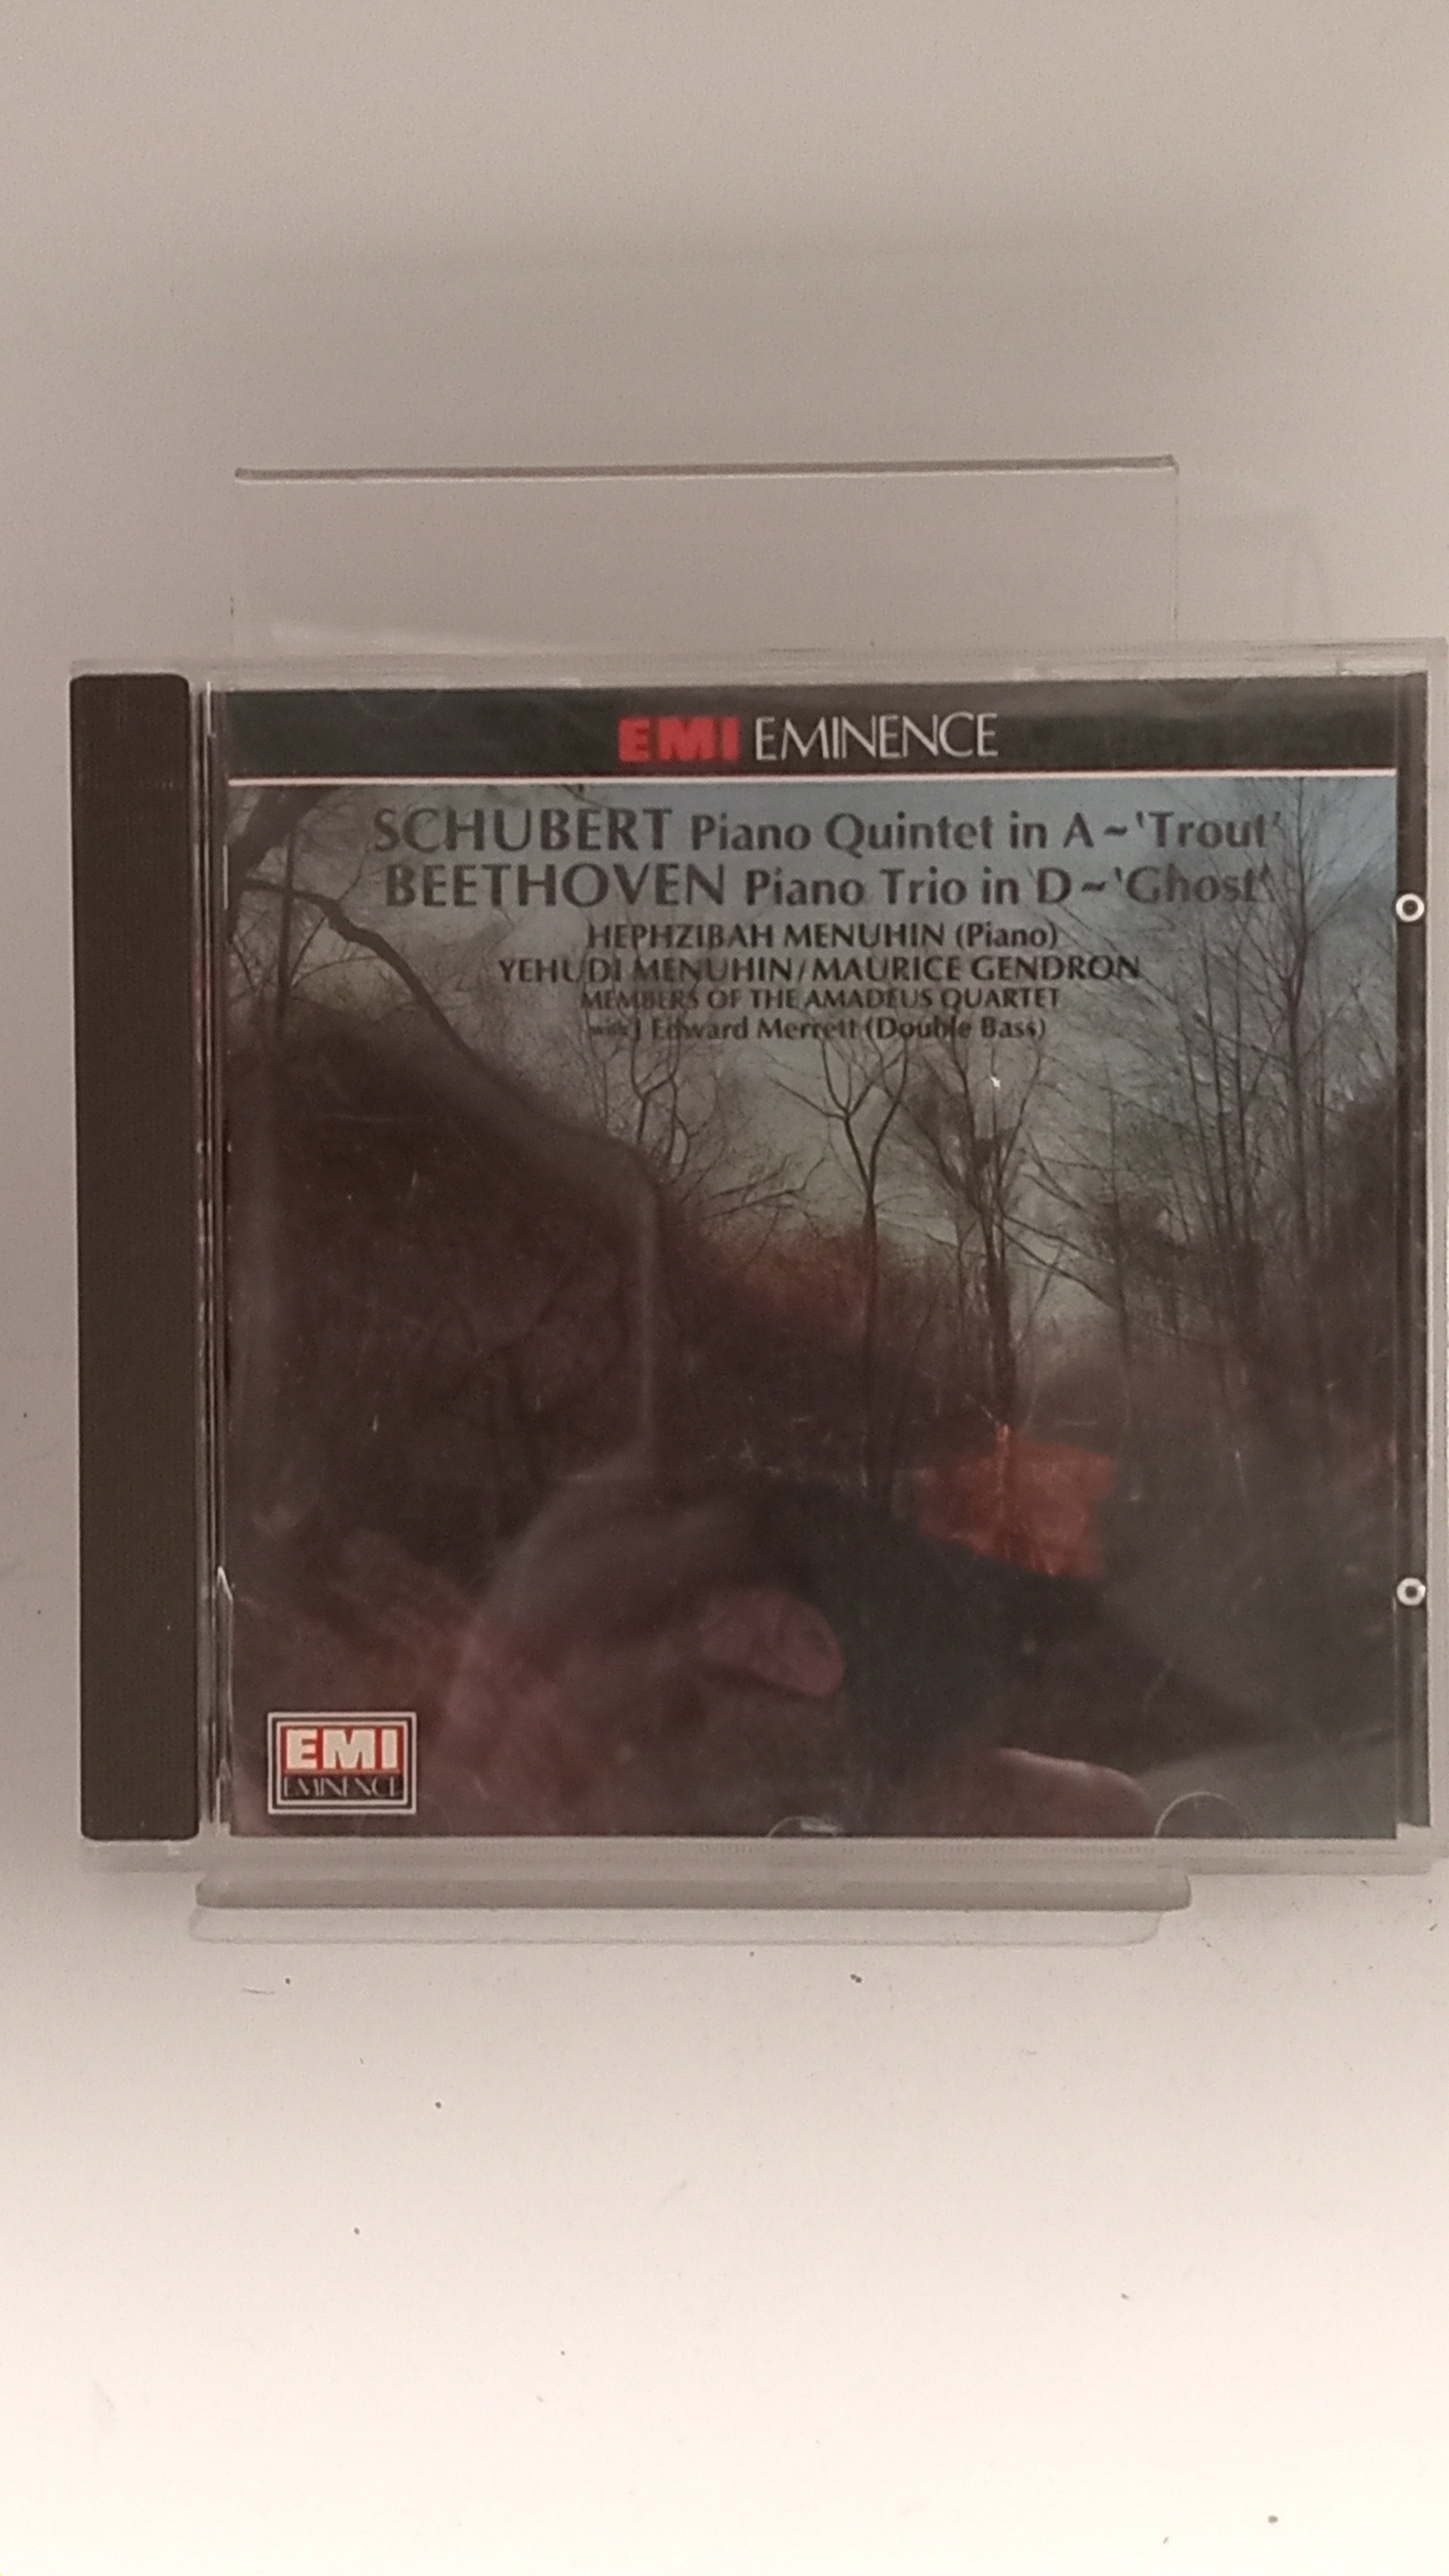 EMI EMINENCE
SCHUBERT Piano Quintet in A~'Trout'
BEETHOVEN Piano Trio in D~'Ghost'
HEPHZIBAH MENUHIN (Piano)
YEHUDI MENUHIN/MAURICE GENDRON
MEMBERS OF THE AMADEUS QUARTET
with J Edward Merrett (Double Bass)
EMI
EMINENCE